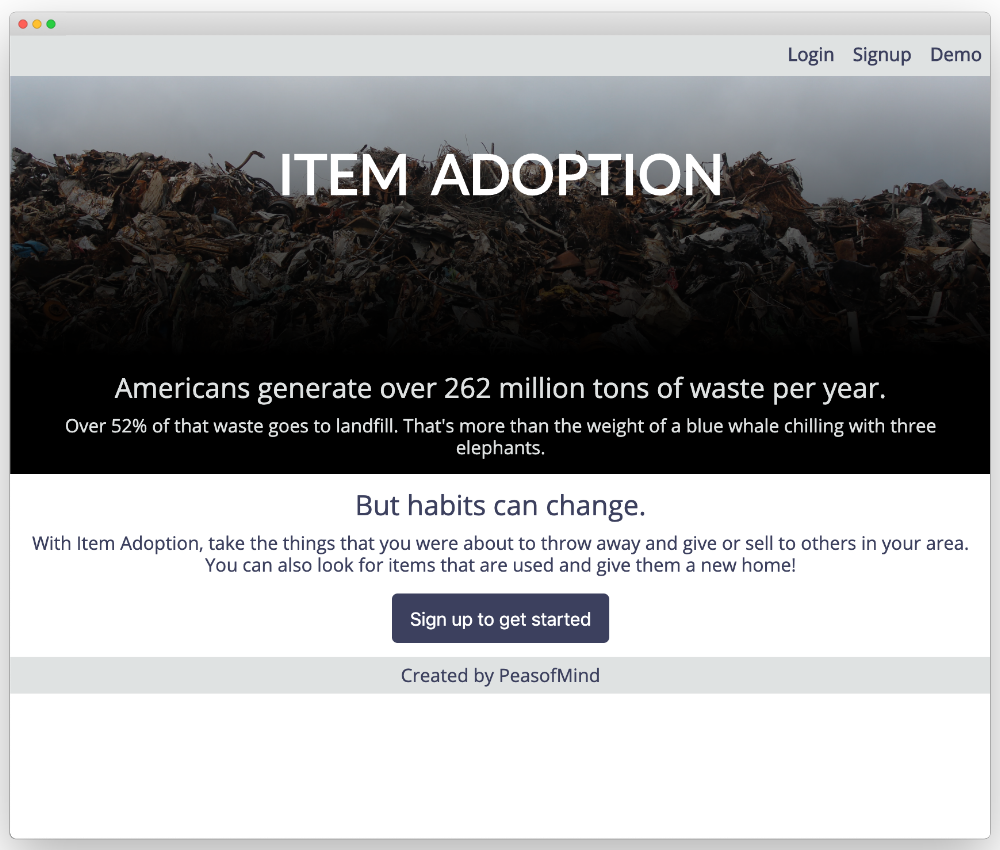 Login Signup Demo
ITEM ADOPTION
Americans generate over 262 million tons of waste per year.
Over 52% of that waste goes to landfill. That's more than the weight of a blue whale chilling with three
elephants.
But habits can change.
With Item Adoption, take the things that you were about to throw away and give or sell to others in your area.
You can also look for items that are used and give them a new home!
Sign up to get started
Created by PeasofMind